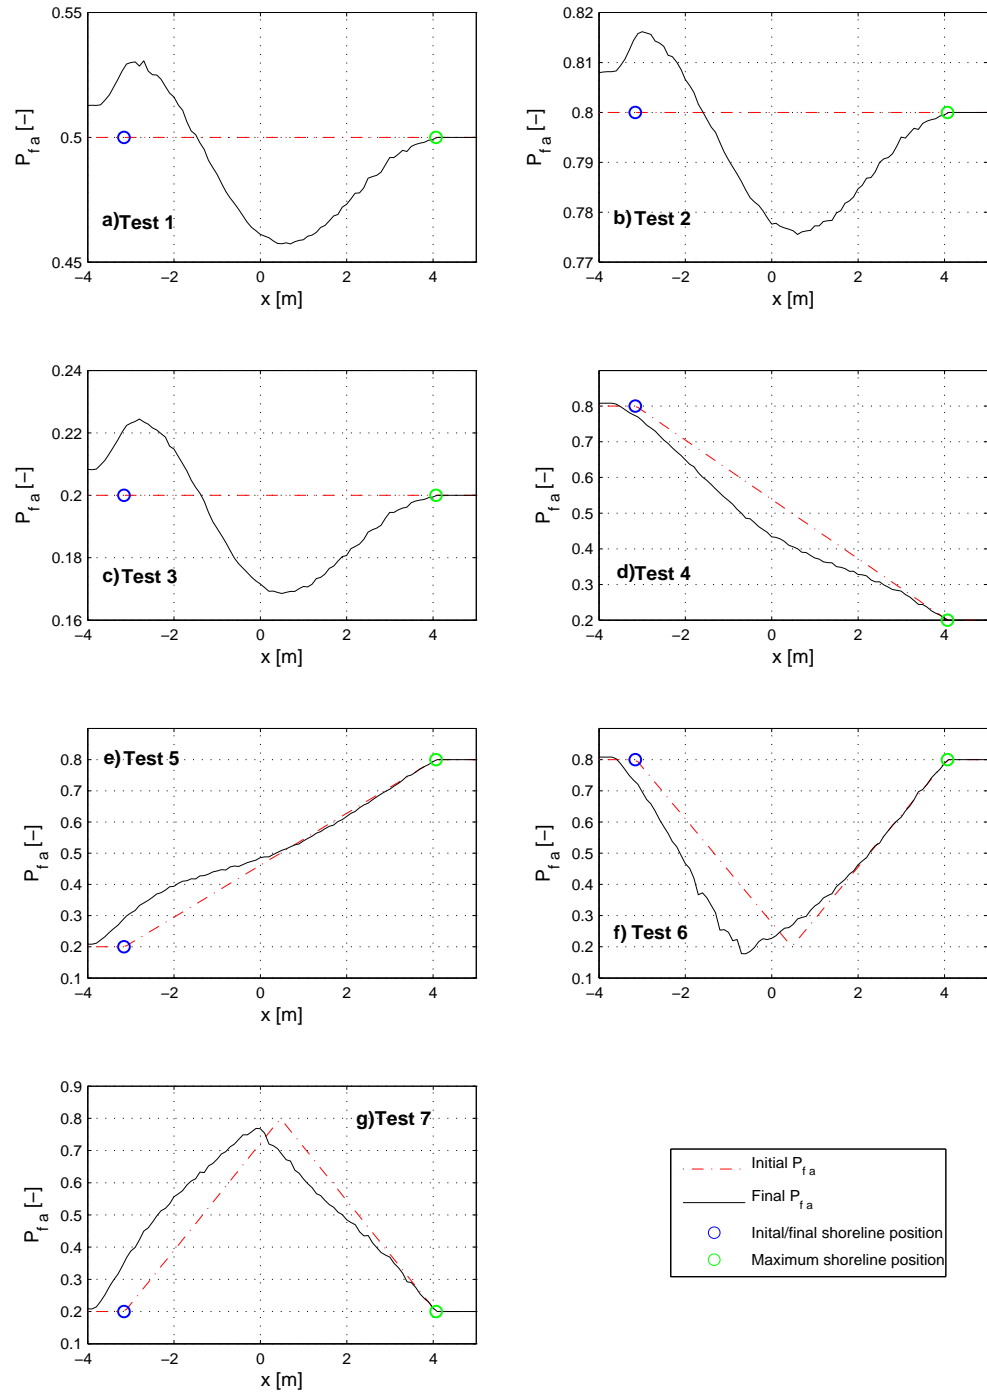 0.55
0.5
0.45
P_fa [−]
a)Test 1
−4 −2 0 2 4
x [m]
0.82
0.81
0.8
0.79
0.78
0.77
P_fa [−]
b)Test 2
−4 −2 0 2 4
x [m]
0.24
0.22
0.2
0.18
0.16
P_fa [−]
c)Test 3
−4 −2 0 2 4
x [m]
0.8
0.7
0.6
0.5
0.4
0.3
0.2
P_fa [−]
d)Test 4
−4 −2 0 2 4
x [m]
0.8
0.7
0.6
0.5
0.4
0.3
0.2
0.1
P_fa [−]
e)Test 5
−4 −2 0 2 4
x [m]
0.8
0.7
0.6
0.5
0.4
0.3
0.2
0.1
P_fa [−]
f) Test 6
−4 −2 0 2 4
x [m]
0.9
0.8
0.7
0.6
0.5
0.4
0.3
0.2
0.1
P_fa [−]
g)Test 7
−4 −2 0 2 4
x [m]
Initial P_fa
Final P_fa
Inital/final shoreline position
Maximum shoreline position